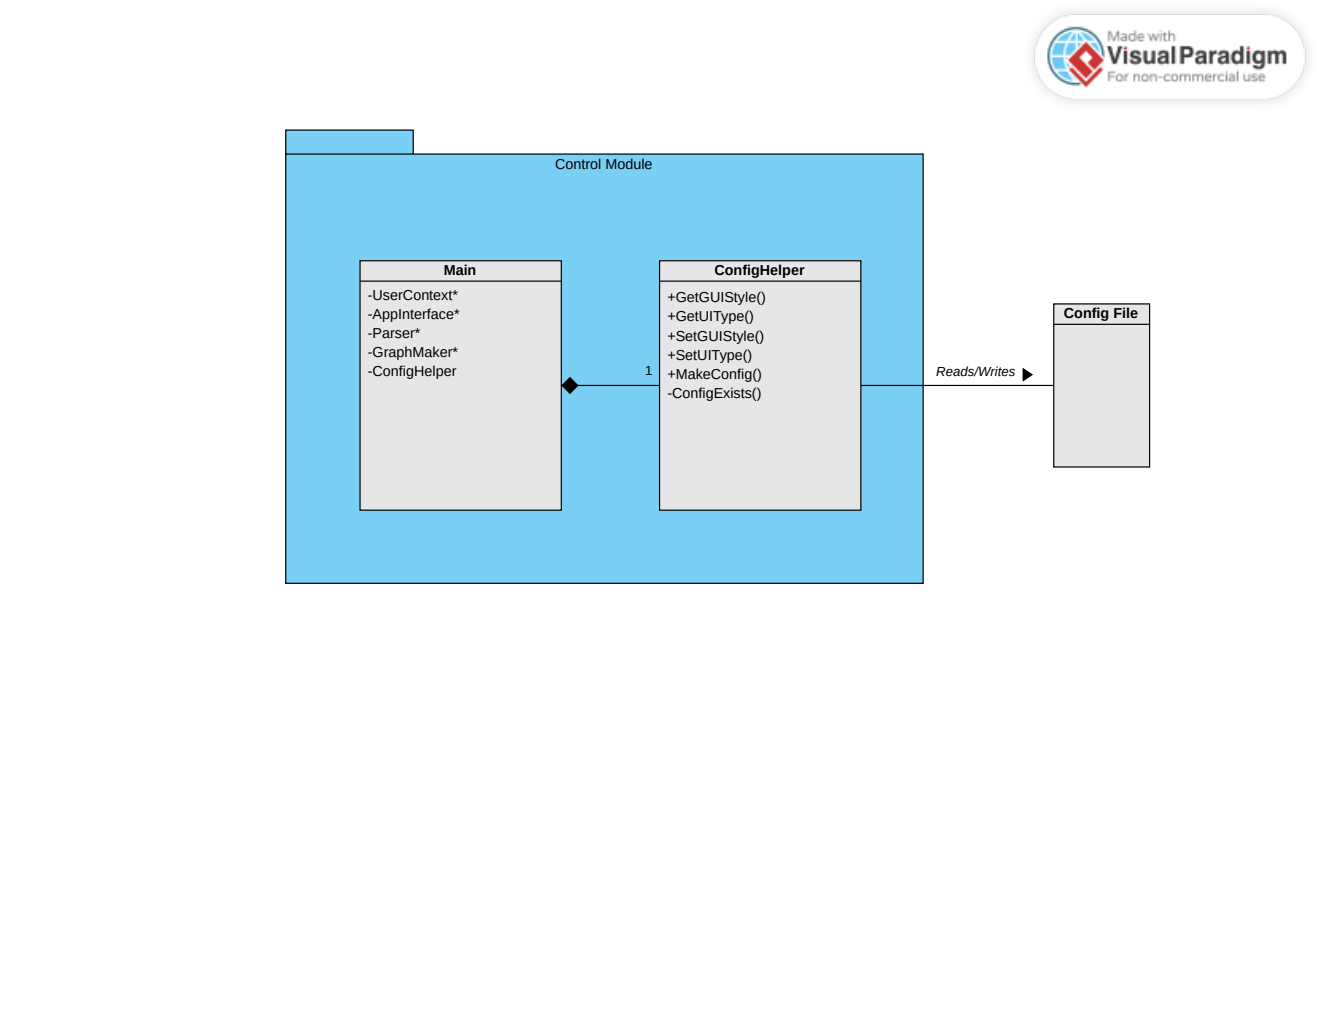 Made with
Visual Paradigm
For non-commercial use
Control Module
Main
-UserContext*
-AppInterface*
-Parser*
-GraphMaker*
-ConfigHelper
1
ConfigHelper
+GetGUIStyle()
+GetUIType()
+SetGUIStyle()
+SetUIType()
+MakeConfig()
-ConfigExists()
Reads/Writes
Config File